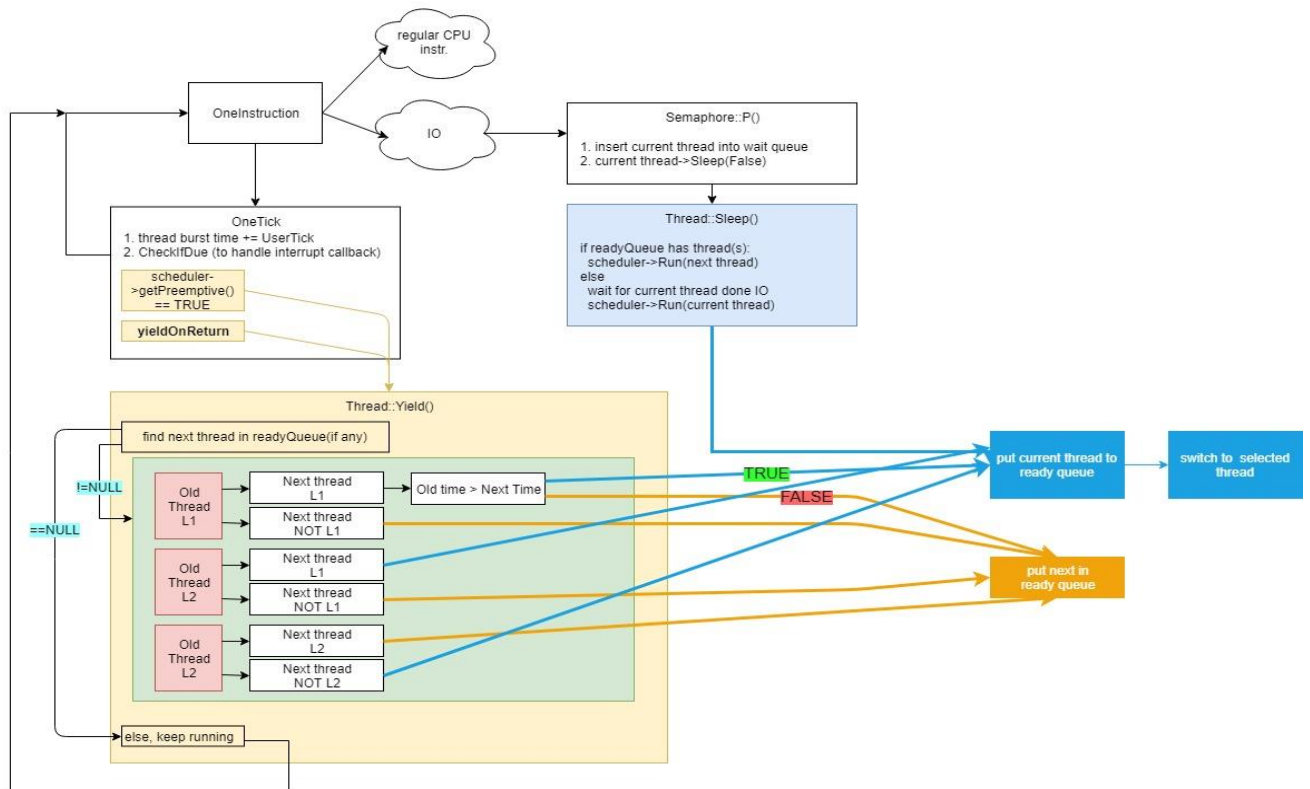 regular CPU
instr.
OneInstruction
IO
Semaphore::P()
1. insert current thread into wait queue
2. current thread->Sleep(False)
OneTick
1. thread burst time += UserTick
2. CheckIfDue (to handle interrupt callback)
scheduler-
>getPreemptive()
== TRUE
yieldOnReturn
Thread::Sleep()
if readyQueue has thread(s):
scheduler->Run(next thread)
else
wait for current thread done IO
scheduler->Run(current thread)
Thread::Yield()
find next thread in readyQueue(if any)
!=NULL
==NULL
Old
Thread
L1
Next thread
L1
Old time > Next Time
TRUE
FALSE
Next thread
NOT L1
Old
Thread
L2
Next thread
L1
Next thread
NOT L1
Old
Thread
L2
Next thread
L2
Next thread
NOT L2
else, keep running
put current thread to
ready queue
switch to selected
thread
put next in
ready queue